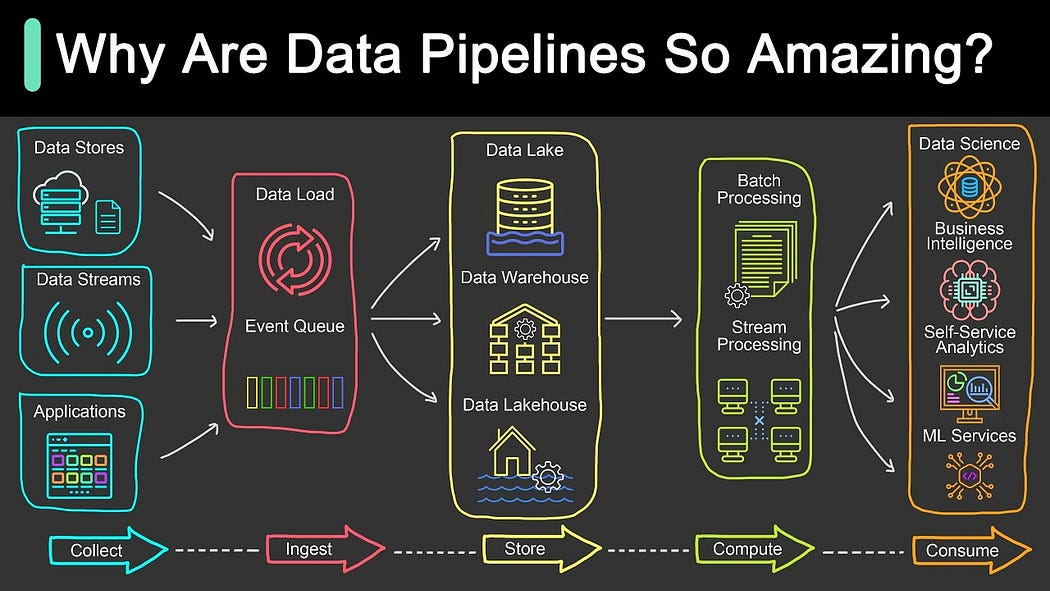 Why Are Data Pipelines So Amazing?
Data Stores
Data Streams
Applications
Data Load
Event Queue
Data Lake
Data Warehouse
Data Lakehouse
Batch
Processing
Stream
Processing
Data Science
Business
Intelligence
Self-Service
Analytics
ML Services
</>
Collect
Ingest
Store
Compute
Consume